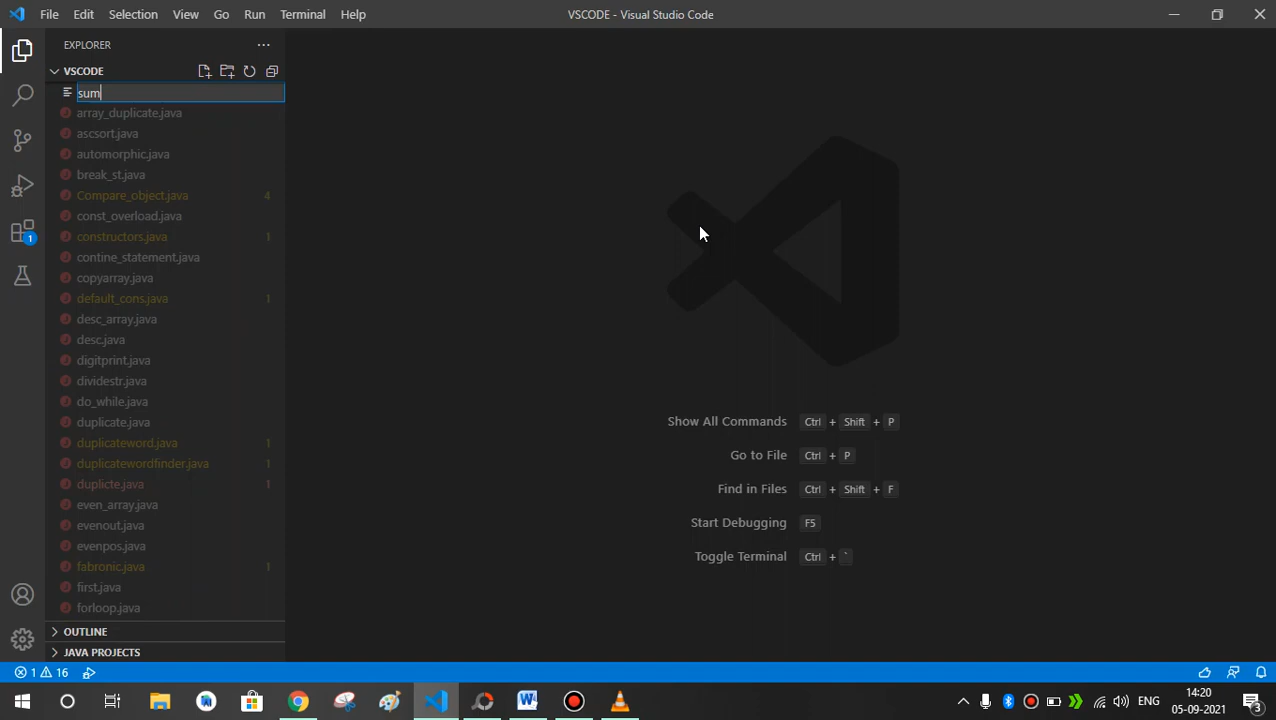 File Edit Selection View Go Run Terminal Help VSCODE - Visual Studio Code
EXPLORER
VSCODE
sum
array_duplicate.java
ascsort.java
automorphic.java
break_st.java
Compare_object.java 4
const_overload.java
constructors.java 1
contine_statement.java
copyarray.java
default_cons.java 1
desc_array.java
desc.java
digitprint.java
dividestr.java
do_while.java
duplicate.java
duplicateword.java 1
duplicatewordfinder.java 1
duplicte.java 1
even_array.java
evenout.java
evenpos.java
fabronic.java 1
first.java
forloop.java
OUTLINE
JAVA PROJECTS
1
Show All Commands Ctrl + Shift + P
Go to File Ctrl + P
Find in Files Ctrl + Shift + F
Start Debugging F5
Toggle Terminal Ctrl + `
1 16
ENG
14:20
05-09-2021
3